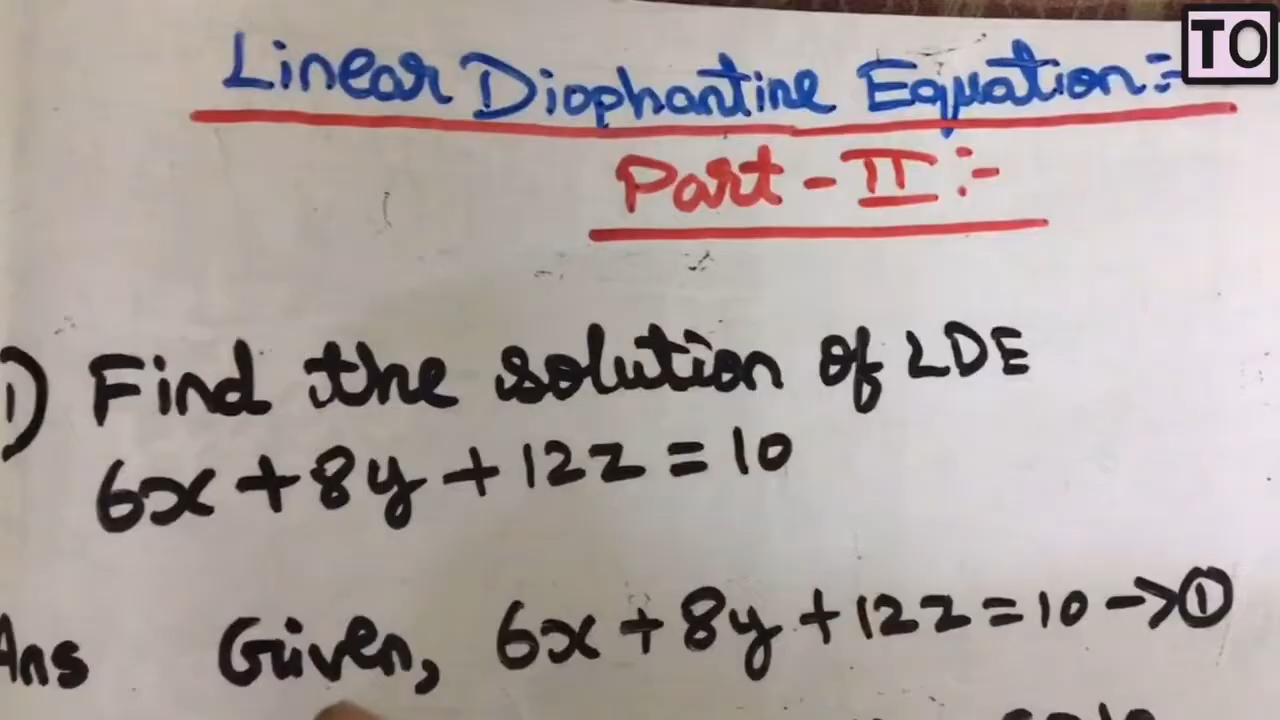 TO
Linear Diophantine Equation:-
Part - II :-
1) Find the solution of LDE
6x + 8y + 12z = 10
Ans Given, 6x + 8y + 12z = 10 → ①